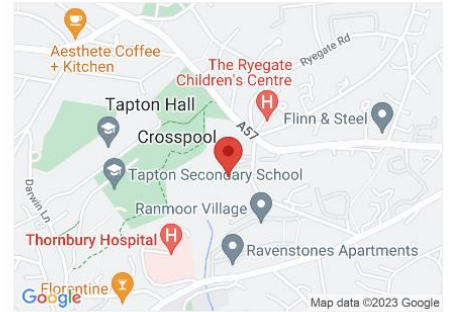 Ryegate Rd
Aesthete Coffee
+ Kitchen
The Ryegate
Children's Centre
H
Tapton Hall
A57
Flinn & Steel
Crosspool
Darwin Ln
Tapton Secondary School
Ranmoor Village
Thornbury Hospital
H
Ravenstones Apartments
Florentine
Google
Map data ©2023 Google